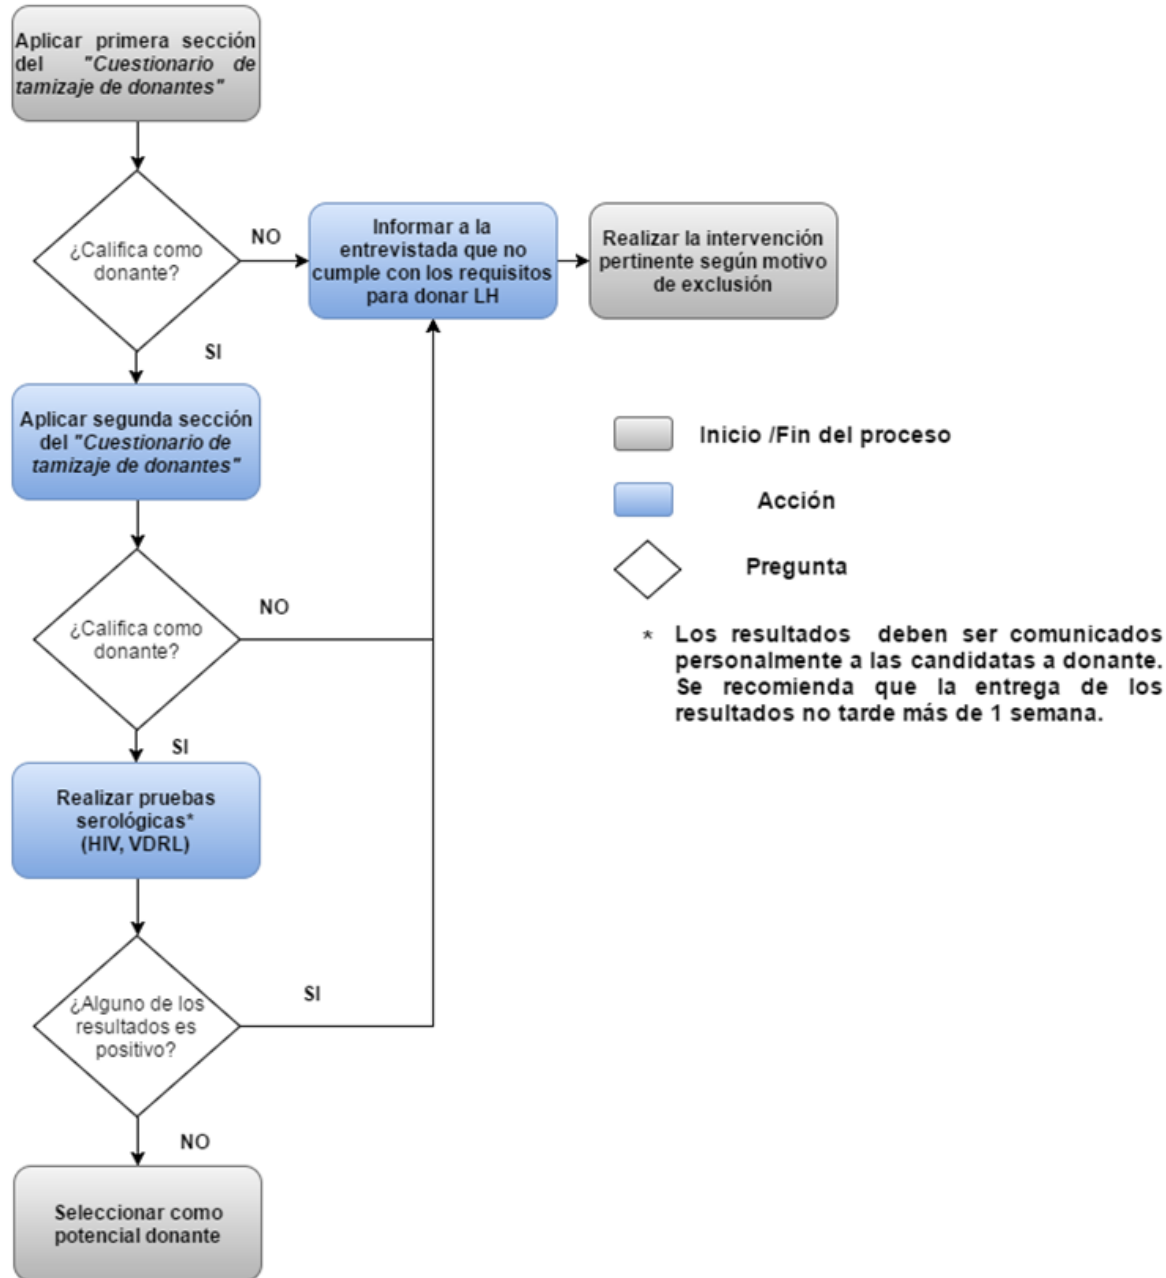 Aplicar primera sección
del "Cuestionario de
tamizaje de donantes"
¿Califica como
donante?
NO
Informar a la
entrevistada que no
cumple con los requisitos
para donar LH
Realizar la intervención
pertinente según motivo
de exclusión
SI
Aplicar segunda sección
del "Cuestionario de
tamizaje de donantes"
¿Califica como
donante?
NO
SI
Realizar pruebas
serológicas*
(HIV, VDRL)
¿Alguno de los
resultados es
positivo?
SI
NO
Seleccionar como
potencial donante
Inicio /Fin del proceso
Acción
Pregunta
* Los resultados deben ser comunicados
personalmente a las candidatas a donante.
Se recomienda que la entrega de los
resultados no tarde más de 1 semana.